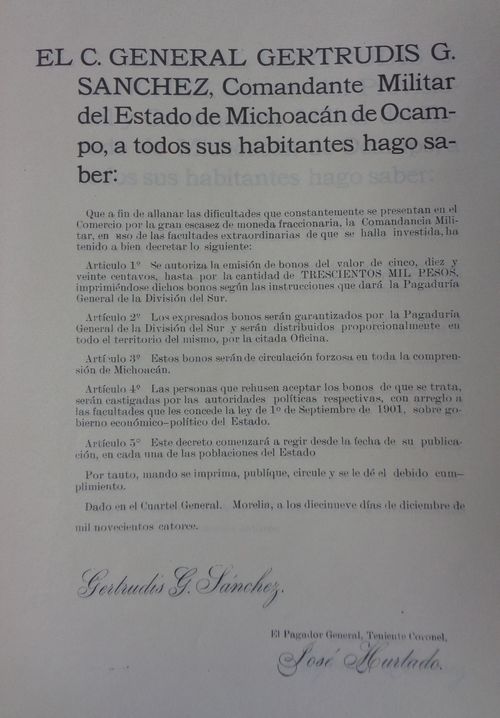 EL C. GENERAL GERTRUDIS G.
SANCHEZ, Comandante Militar
del Estado de Michoacán de Ocam-
po, a todos sus habitantes hago sa-
ber:
Que a fin de allanar las dificultades que constantemente se presentan en el
Comercio por la gran escasez de moneda fraccionaria, la Comandancia Mili-
tar, en uso de las facultades extraordinarias de que se halla investida, ha
tenido a bien decretar lo siguiente:
Artículo 1º Se autoriza la emisión de bonos del valor de cinco, diez y
veinte centavos, hasta por la cantidad de TRESCIENTOS MIL PESOS,
imprimiéndose dichos bonos según las instrucciones que dará la Pagaduría
General de la División del Sur.
Artículo 2º Los expresados bonos serán garantizados por la Pagaduría
General de la División del Sur y serán distribuidos proporcionalmente en
todo el territorio del mismo, por la citada Oficina.
Artículo 3º Estos bonos serán de circulación forzosa en toda la compren-
sión de Michoacán.
Artículo 4º Las personas que rehusen aceptar los bonos de que se trata,
serán castigadas por las autoridades políticas respectivas, con arreglo a
las facultades que les concede la ley de 1º de Septiembre de 1901, sobre go-
bierno económico-político del Estado.
Artículo 5º Este decreto comenzará a regir desde la fecha de su publica-
ción, en cada una de las poblaciones del Estado
Por tauto, mando se imprima, publíque, circule y se le dé el debido cum-
plimiento.
Dado en el Cuartel General. Morelia, a los diecinueve días de diciembre de
mil novecientos catorce.
Gertrudis G. Sánchez.
El Pagador General, Teniente Coronel,
José Hurtado.